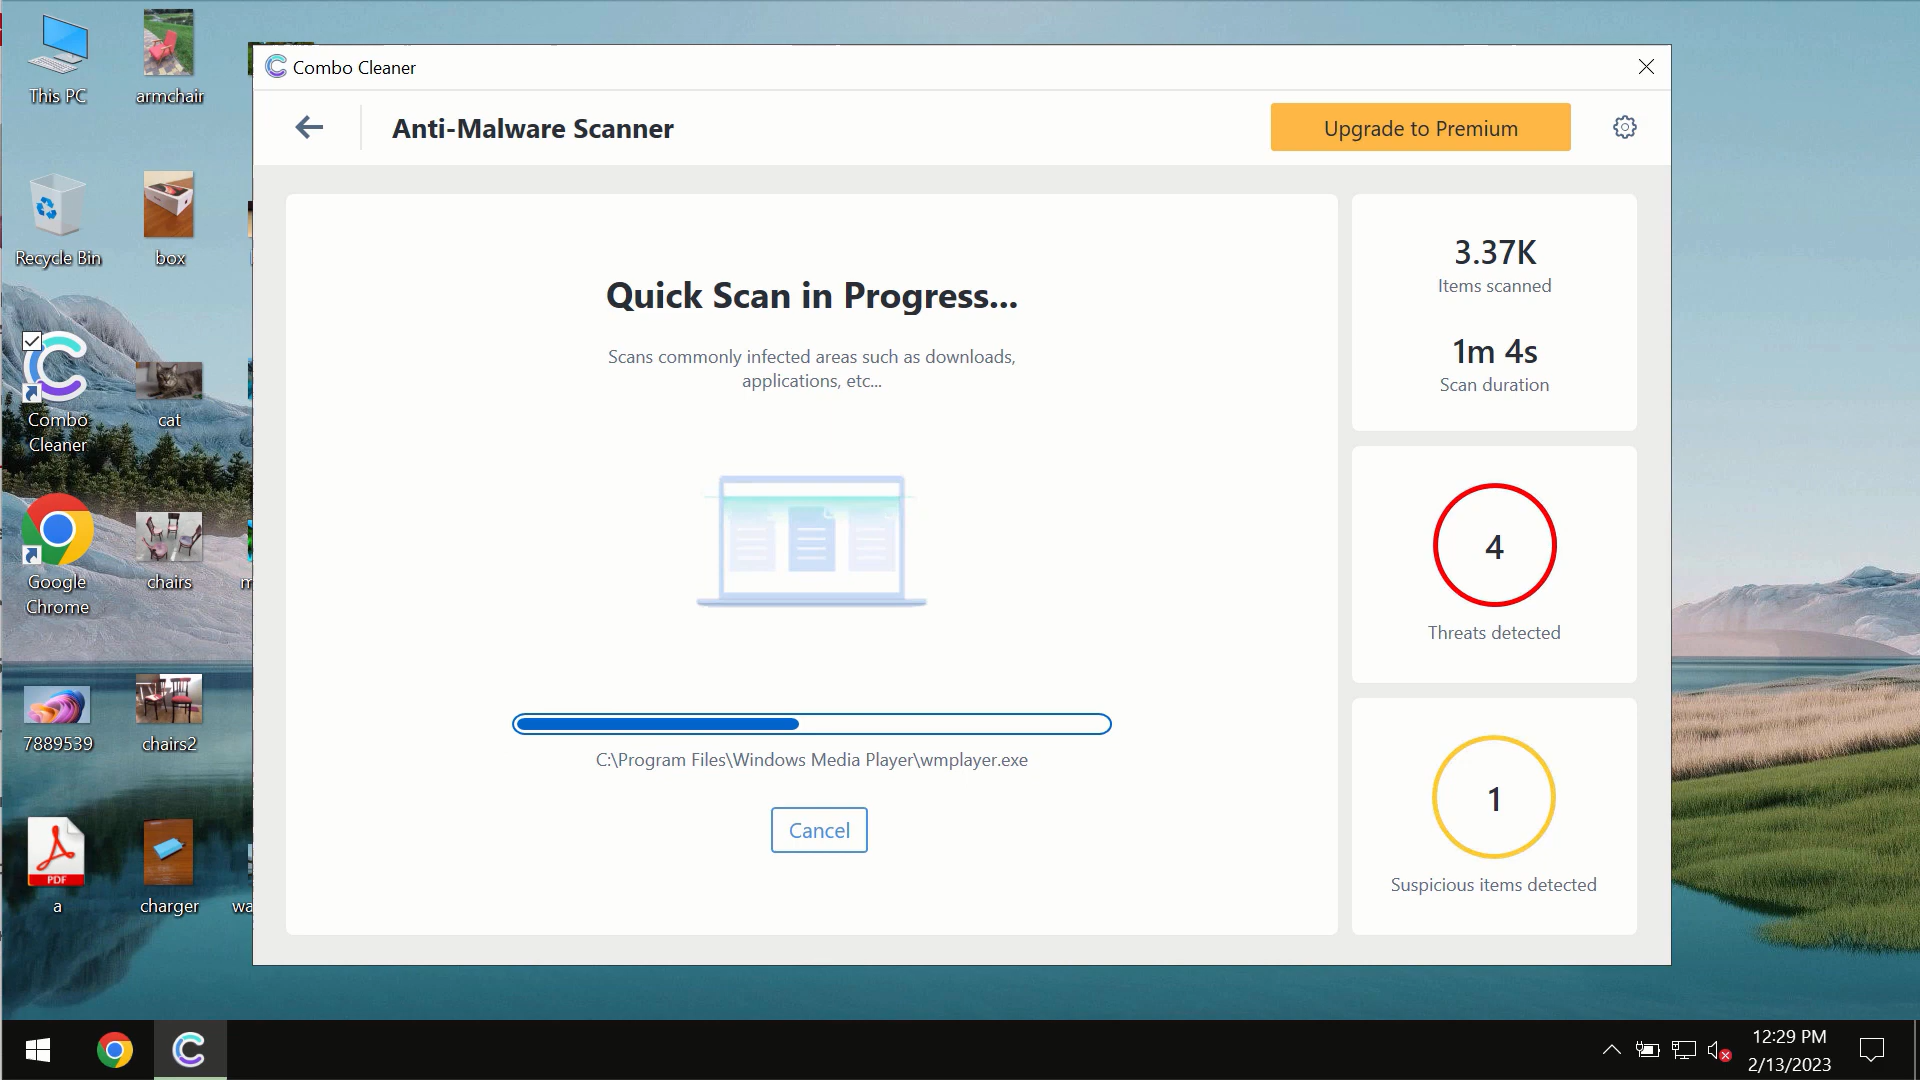 This PC
armchair
Recycle Bin
box
Combo
Cleaner
cat
Google
Chrome
chairs
7889539
chairs2
PDF
a
charger
wa
Combo Cleaner
Anti-Malware Scanner
Upgrade to Premium
Quick Scan in Progress...
Scans commonly infected areas such as downloads,
applications, etc...
C:\Program Files\Windows Media Player\wmplayer.exe
Cancel
3.37K
Items scanned
1m 4s
Scan duration
4
Threats detected
1
Suspicious items detected
12:29 PM
2/13/2023